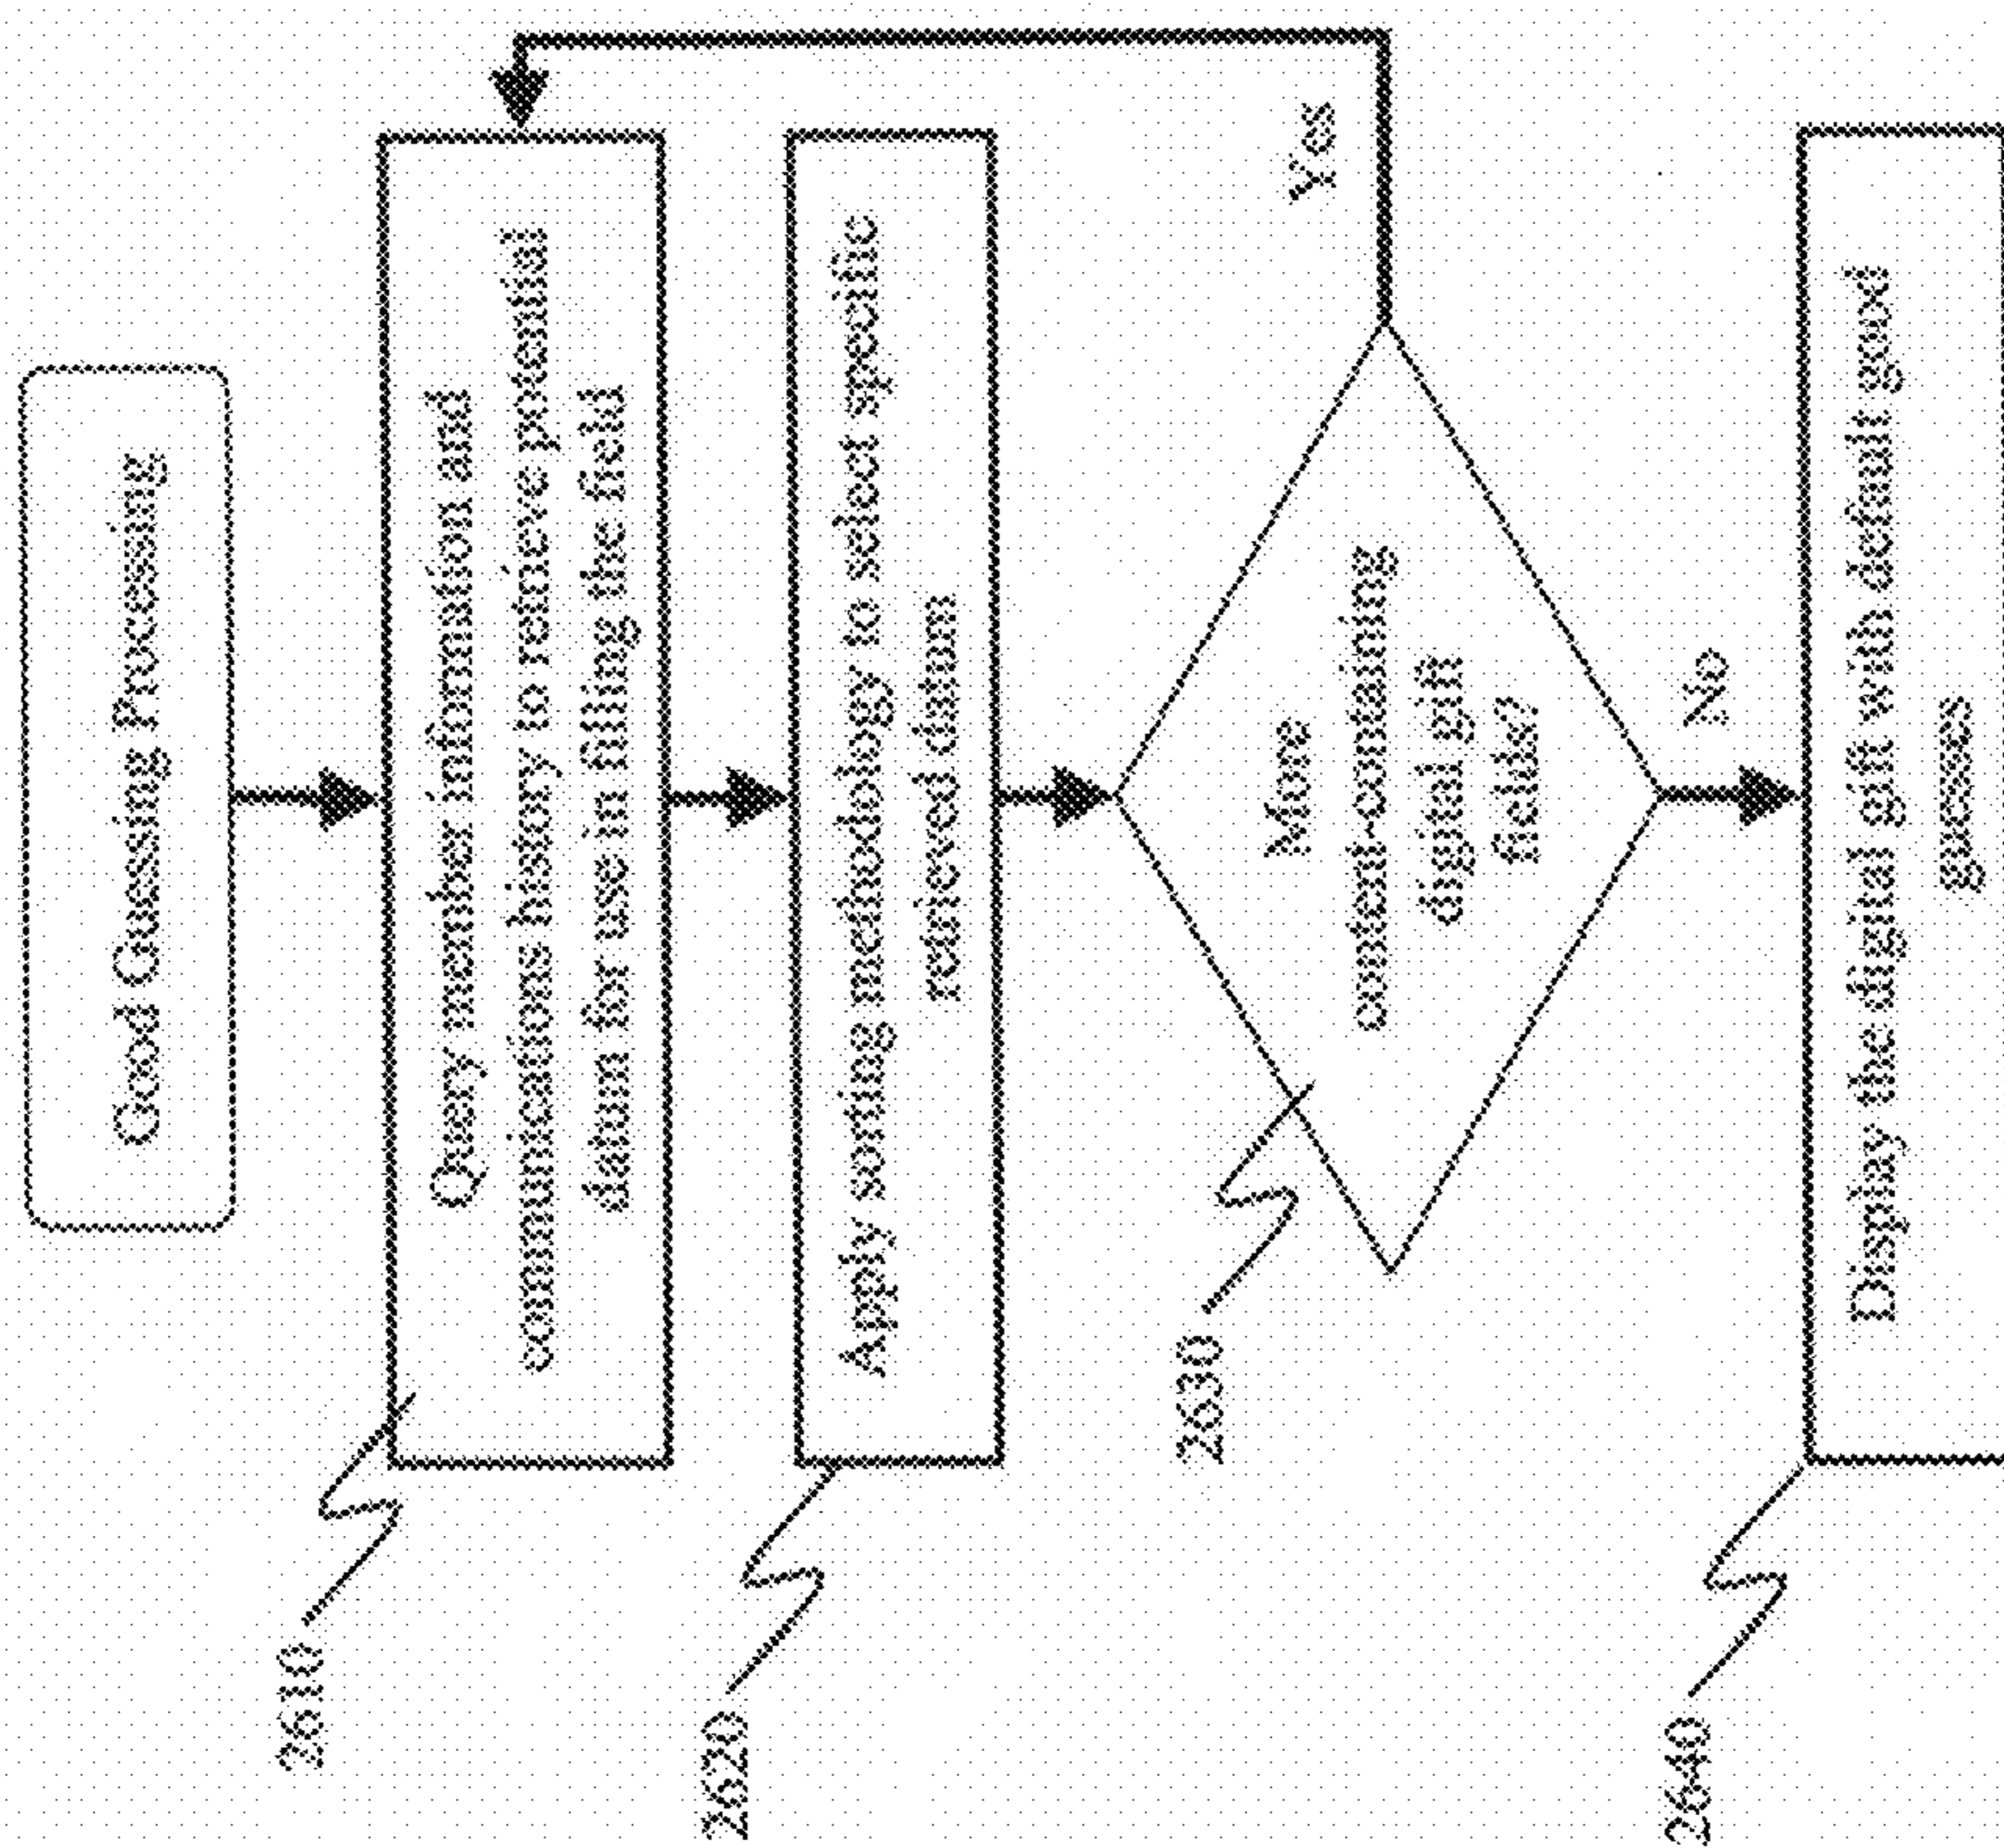 Good Guessing Processing
2610
Query member information and
communications history to retrieve potential
datum for use in filling the field
2620
Apply sorting methodology to select specific
retrieved datum
2630
More
content-containing
digital gift
fields?
Yes
No
2640
Display the digital gift with default good
guesses